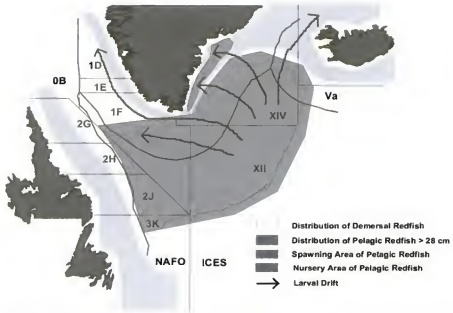 1D
0B
1E
Va
1F
XIV
2G
2H
XII
2J
3K
Distribution of Demersal Redfish
Distribution of Pelagic Redfish > 28 cm
Spawning Area of Pelagic Redfish
Nursery Area of Pelagic Redfish
Larval Drift
NAFO ICES